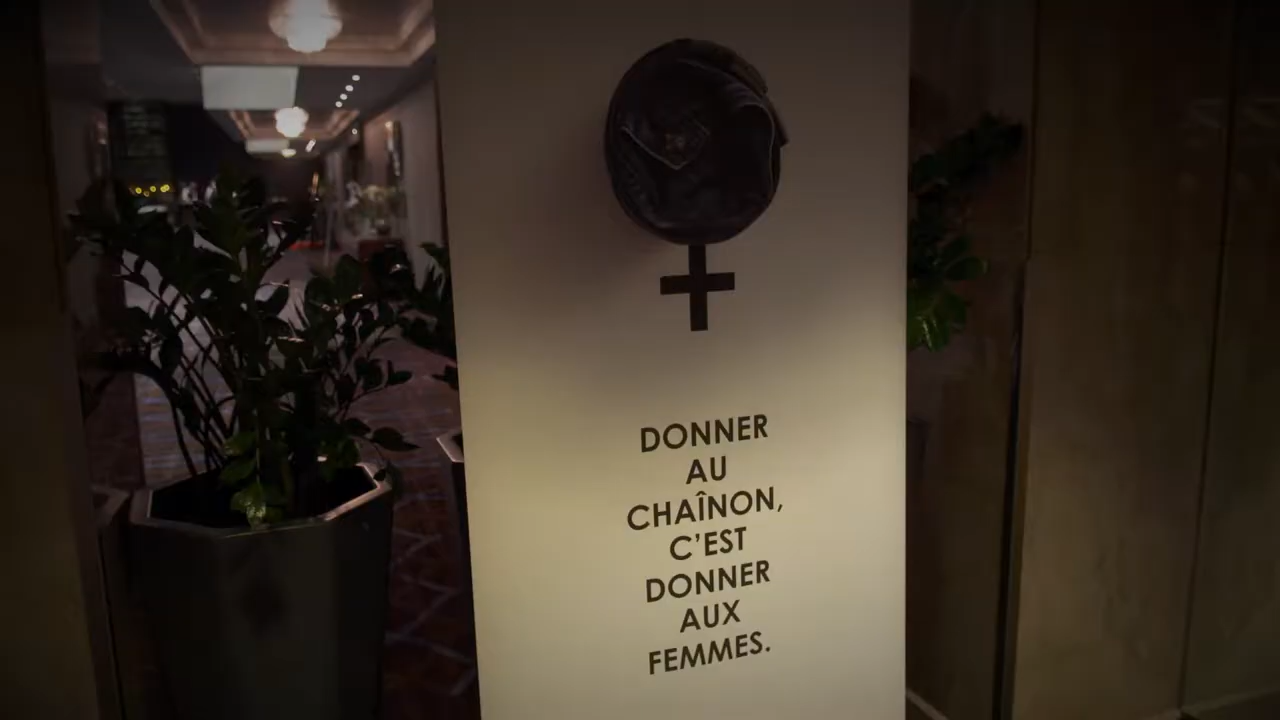 DONNER
AU
CHAÎNON,
C'EST
DONNER
AUX
FEMMES.